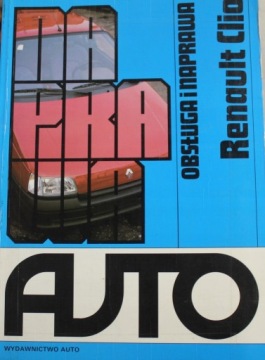 NA
PRA
WA
OBSŁUGA i NAPRAWA
Renault Clio
AUTO
WYDAWNICTWO AUTO